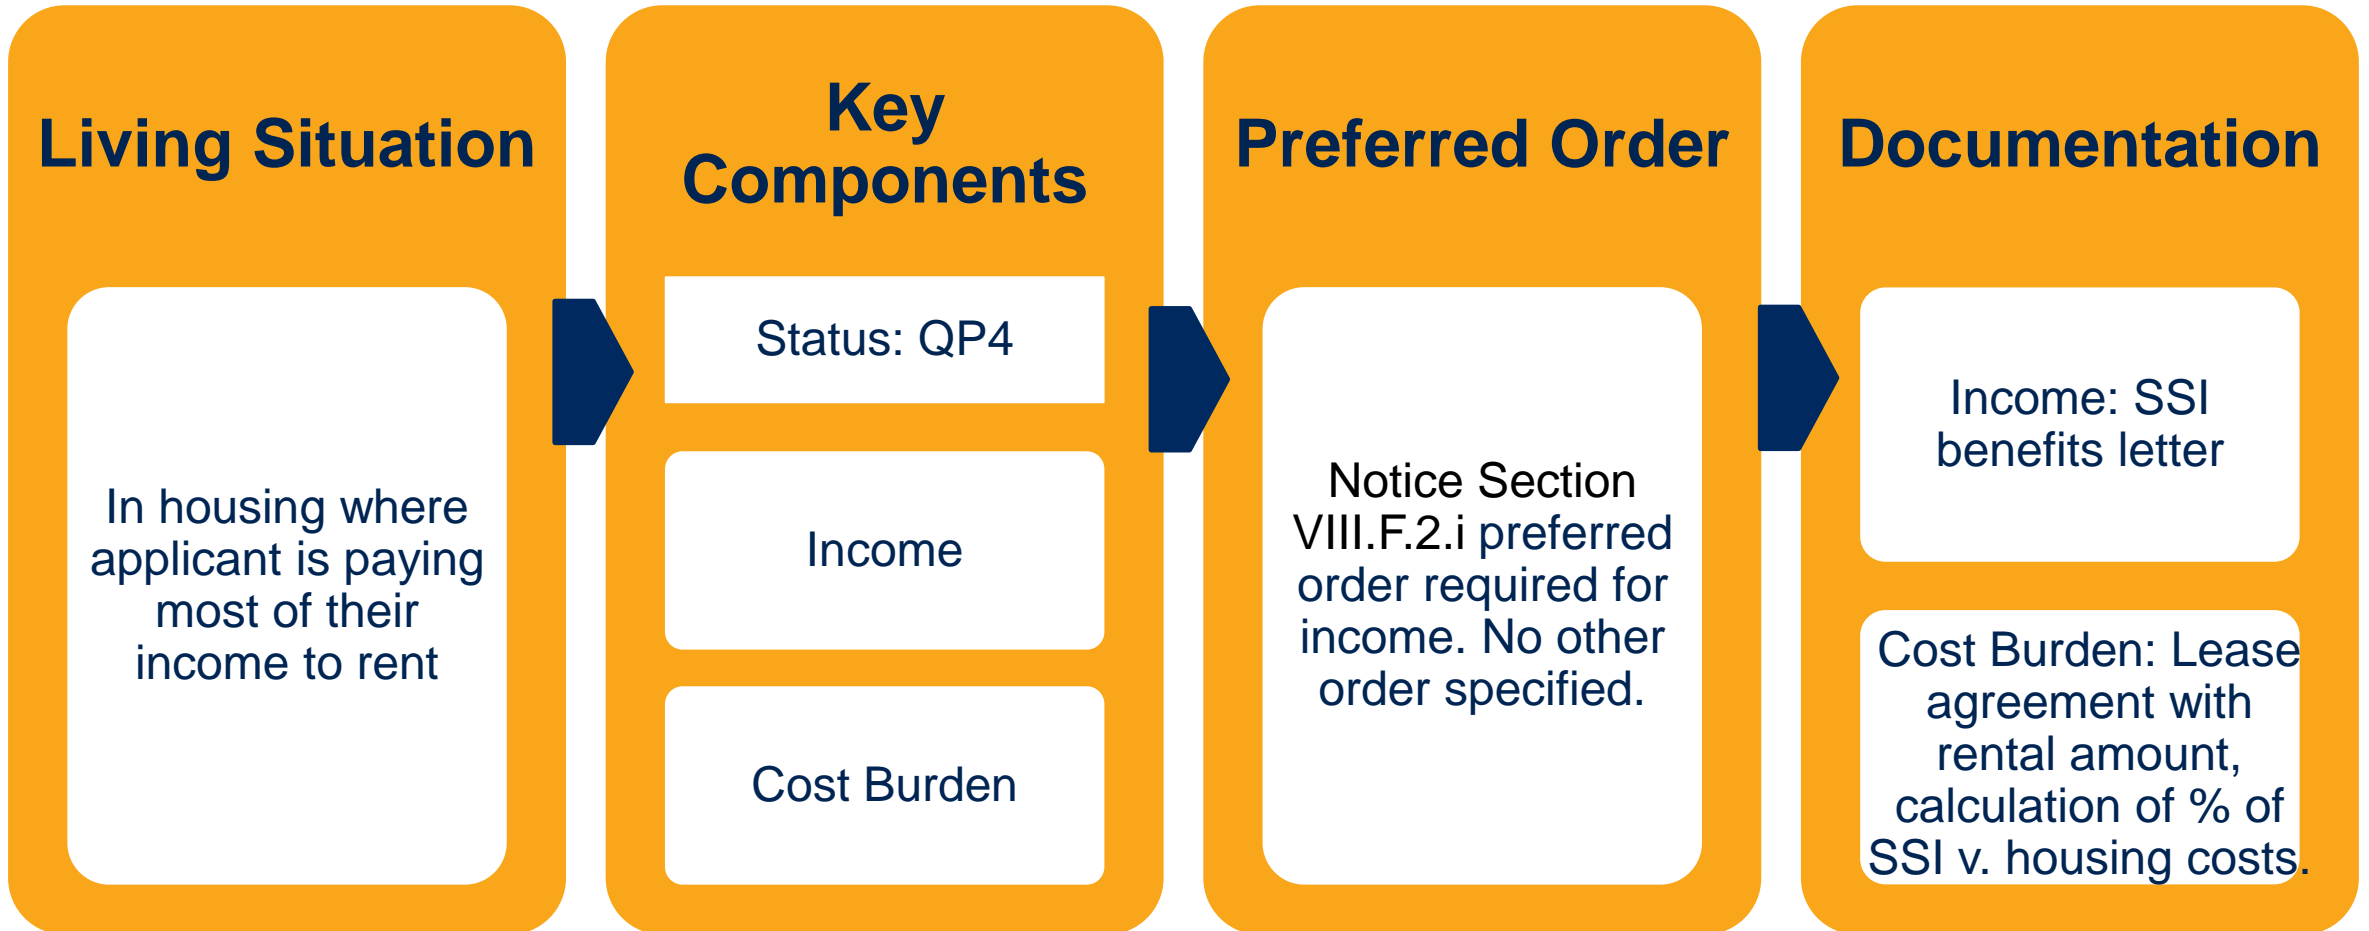 Living Situation
In housing where
applicant is paying
most of their
income to rent
Key
Components
Status: QP4
Income
Cost Burden
Preferred Order
Notice Section
VIII.F.2.i preferred
order required for
income. No other
order specified.
Documentation
Income: SSI
benefits letter
Cost Burden: Lease
agreement with
rental amount,
calculation of % of
SSI v. housing costs.